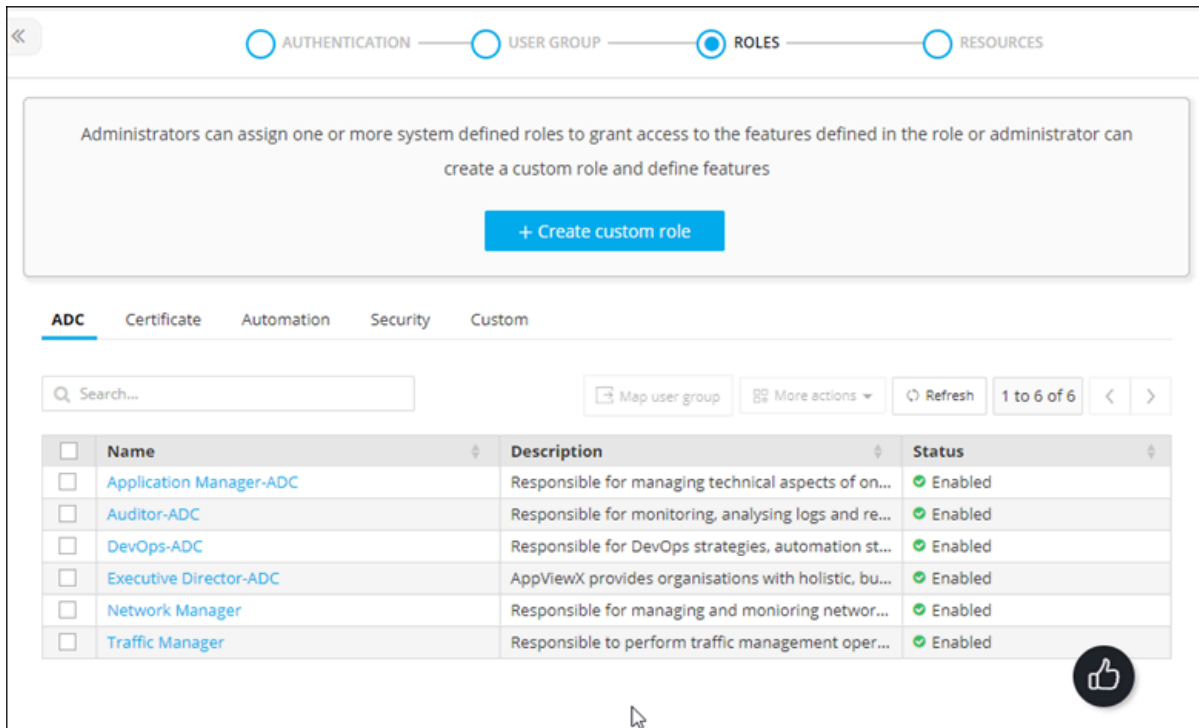 AUTHENTICATION USER GROUP ROLES RESOURCES
Administrators can assign one or more system defined roles to grant access to the features defined in the role or administrator can
create a custom role and define features
+ Create custom role
ADC Certificate Automation Security Custom
Search... Map user group More actions Refresh 1 to 6 of 6
Name Description Status
Application Manager-ADC Responsible for managing technical aspects of on... Enabled
Auditor-ADC Responsible for monitoring, analysing logs and re... Enabled
DevOps-ADC Responsible for DevOps strategies, automation st... Enabled
Executive Director-ADC AppViewX provides organisations with holistic, bu... Enabled
Network Manager Responsible for managing and monioring networ... Enabled
Traffic Manager Responsible to perform traffic management oper... Enabled